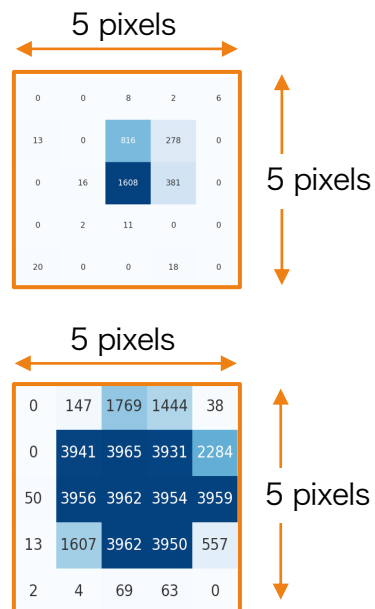 5 pixels
0 0 8 2 6
13 0 816 278 0
0 16 1608 381 0
5 pixels
0 2 11 0 0
20 0 0 18 0
5 pixels
0 147 1769 1444 38
0 3941 3965 3931 2284
50 3956 3962 3954 3959
5 pixels
13 1607 3962 3950 557
2 4 69 63 0